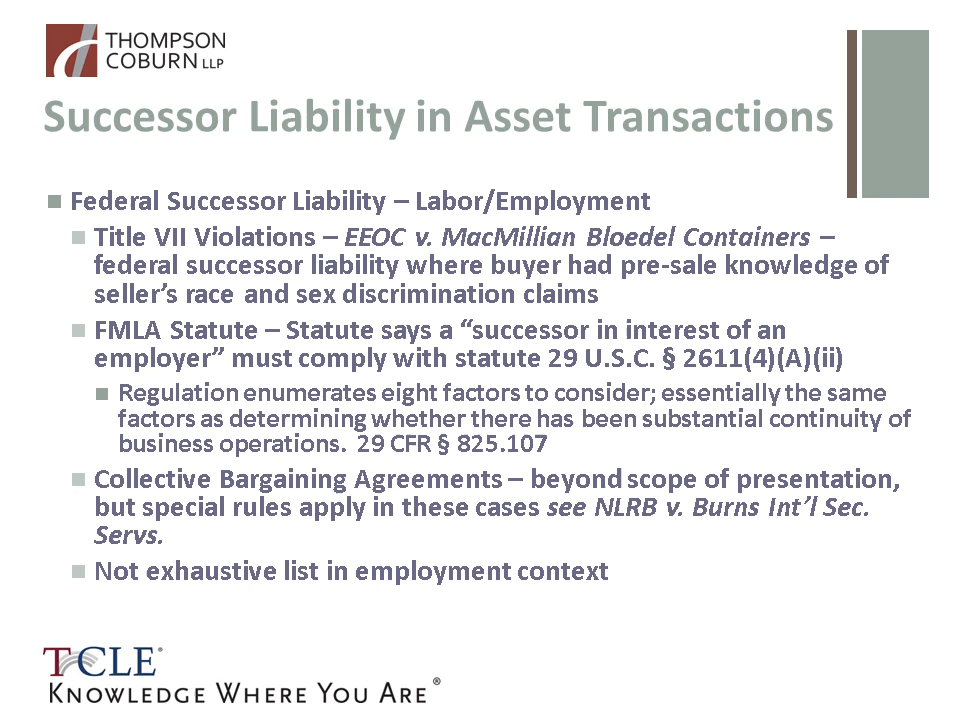 THOMPSON
COBURN LLP
Successor Liability in Asset Transactions
Federal Successor Liability – Labor/Employment
Title VII Violations – EEOC v. MacMillian Bloedel Containers –
federal successor liability where buyer had pre-sale knowledge of
seller's race and sex discrimination claims
FMLA Statute – Statute says a “successor in interest of an
employer” must comply with statute 29 U.S.C. § 2611(4)(A)(ii)
Regulation enumerates eight factors to consider; essentially the same
factors as determining whether there has been substantial continuity of
business operations. 29 CFR § 825.107
Collective Bargaining Agreements – beyond scope of presentation,
but special rules apply in these cases see NLRB v. Burns Int’l Sec.
Servs.
Not exhaustive list in employment context
TCLE®
KNOWLEDGE WHERE YOU ARE®